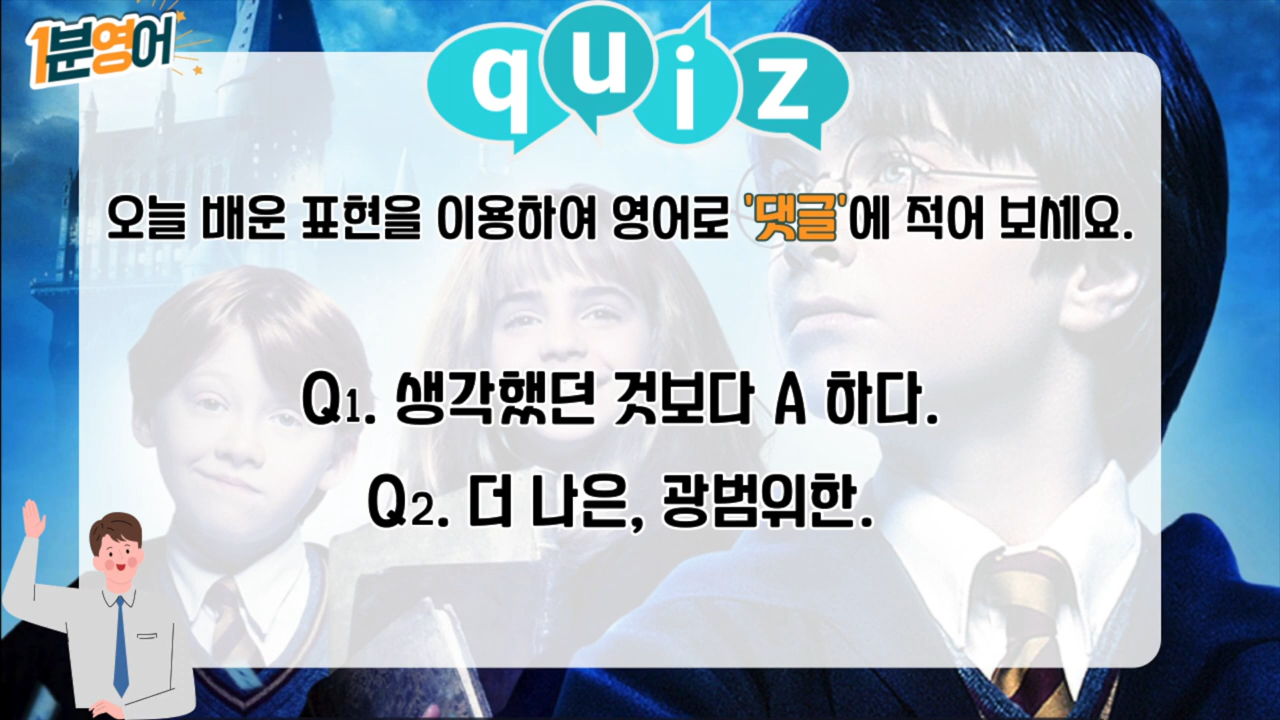 1분영어
quiz
오늘 배운 표현을 이용하여 영어로 '댓글'에 적어 보세요.
Q1. 생각했던 것보다 A 하다.
Q2. 더 나은, 광범위한.